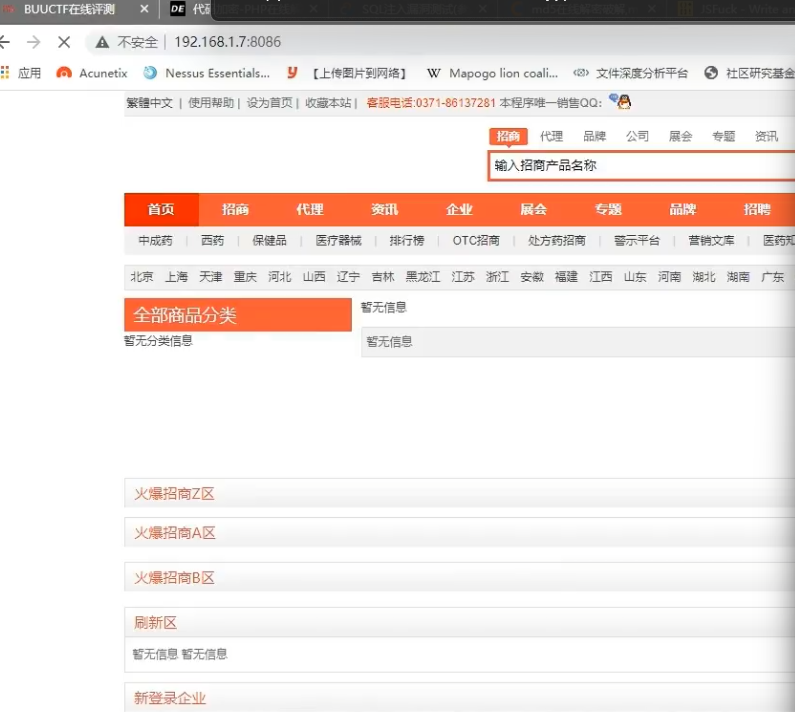 BUUCTF在线评测
不安全 192.168.1.7:8086
应用 Acunetix Nessus Essentials... 【上传图片到网络】 Mapogo lion coali... 文件深度分析平台 社区研究基金
繁體中文 | 使用帮助 | 设为首页 | 收藏本站 | 客服电话:0371-86137281 本程序唯一销售QQ:
招商 代理 品牌 公司 展会 专题 资讯
输入招商产品名称
首页 招商 代理 资讯 企业 展会 专题 品牌 招聘
中成药 | 西药 | 保健品 | 医疗器械 | 排行榜 | OTC招商 | 处方药招商 | 警示平台 | 营销文库 | 医药知
北京 上海 天津 重庆 河北 山西 辽宁 吉林 黑龙江 江苏 浙江 安徽 福建 江西 山东 河南 湖北 湖南 广东
全部商品分类
暂无信息
暂无分类信息
暂无信息
火爆招商Z区
火爆招商A区
火爆招商B区
刷新区
暂无信息 暂无信息
新登录企业